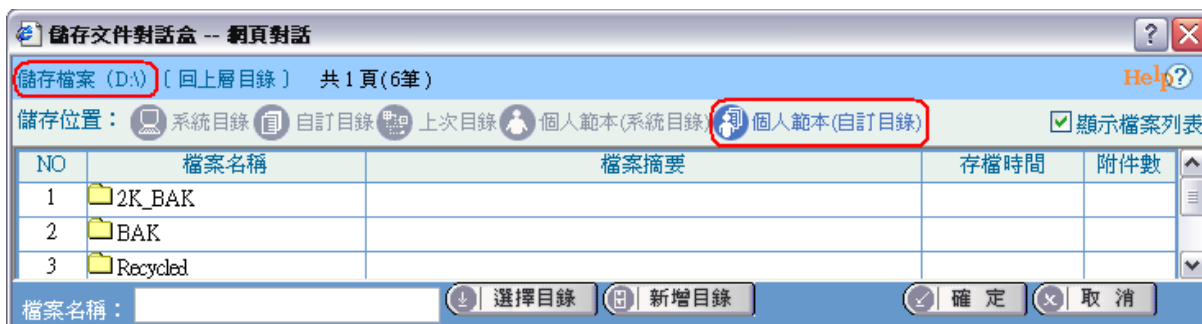 儲存文件對話盒 -- 網頁對話
儲存檔案 (D:\) 〔 回上層目錄 〕 共1頁(6筆) Help?
儲存位置： 系統目錄 自訂目錄 上次目錄 個人範本(系統目錄) 個人範本(自訂目錄) 顯示檔案列表
NO 檔案名稱 檔案摘要 存檔時間 附件數
1 2K_BAK
2 BAK
3 Recycled
檔案名稱： 選擇目錄 新增目錄 確 定 取 消